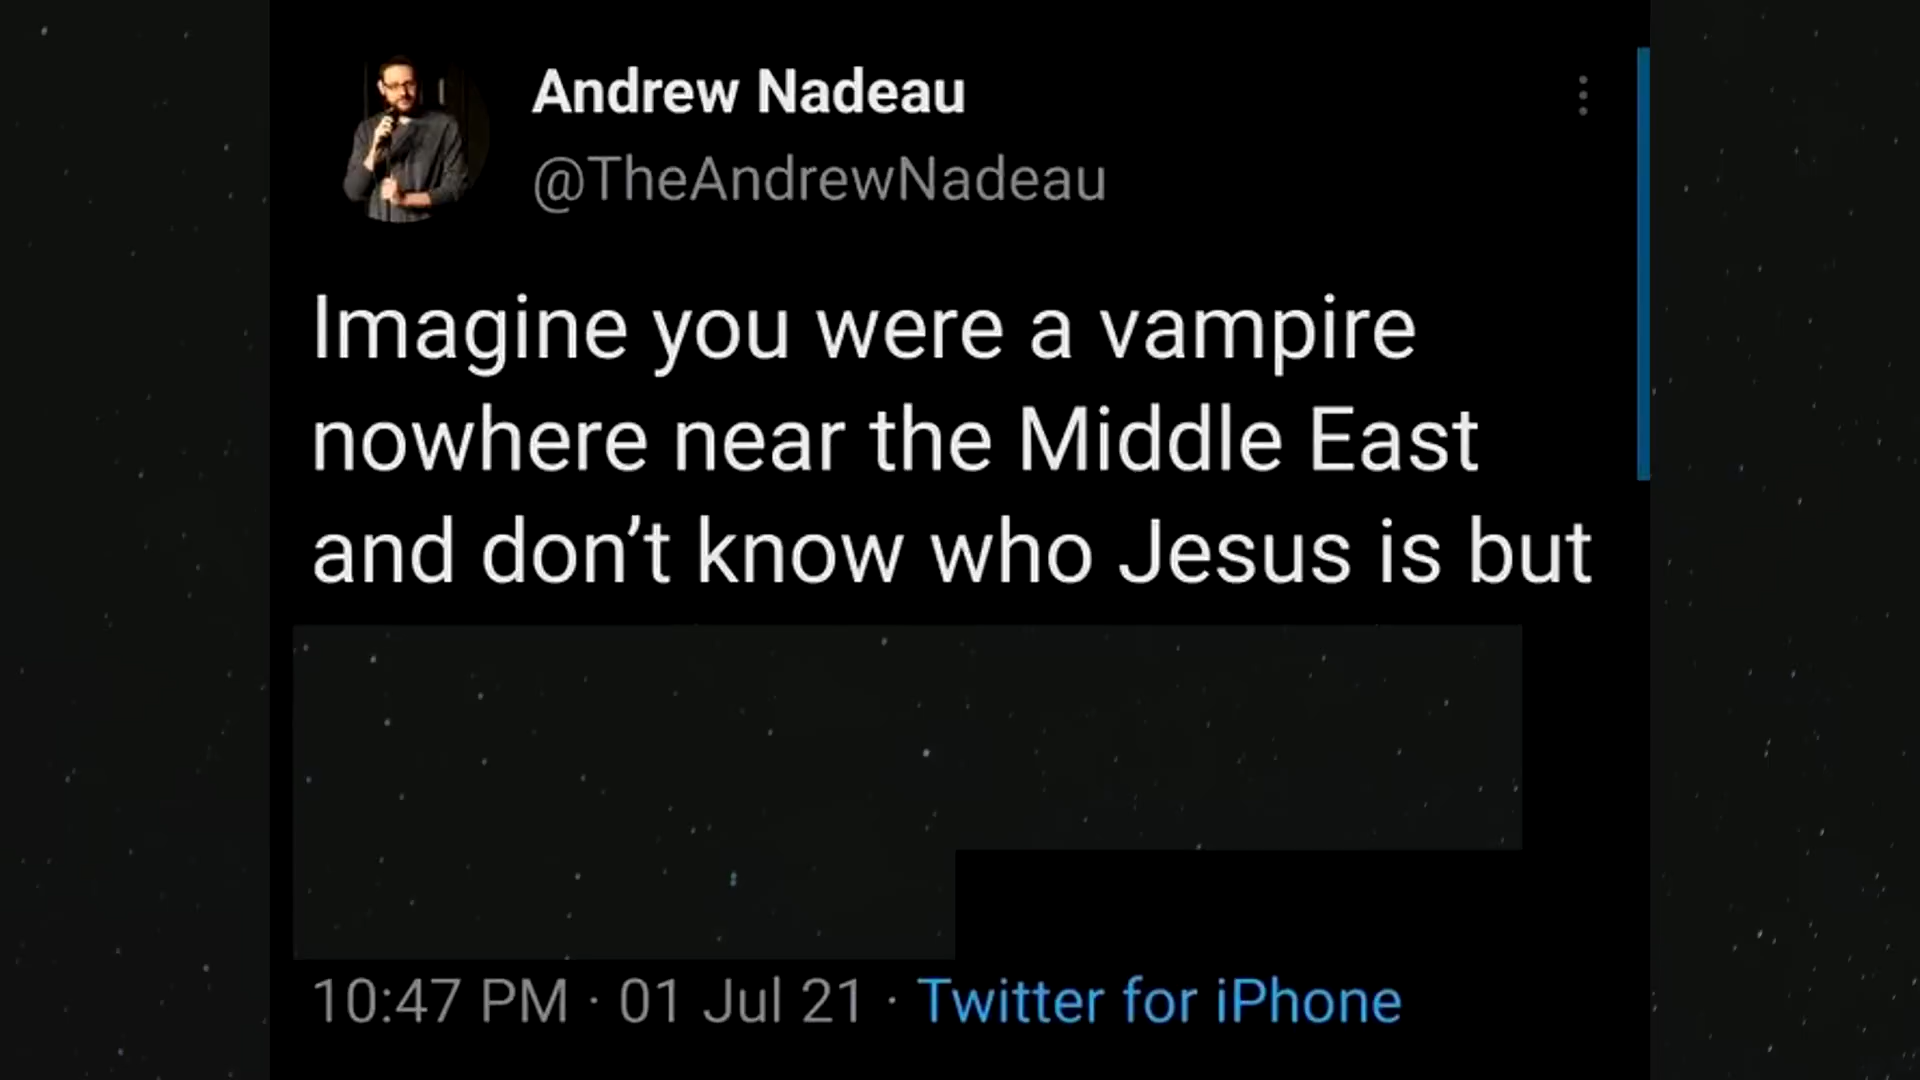 Andrew Nadeau
@TheAndrewNadeau
Imagine you were a vampire
nowhere near the Middle East
and don’t know who Jesus is but
10:47 PM · 01 Jul 21 · Twitter for iPhone